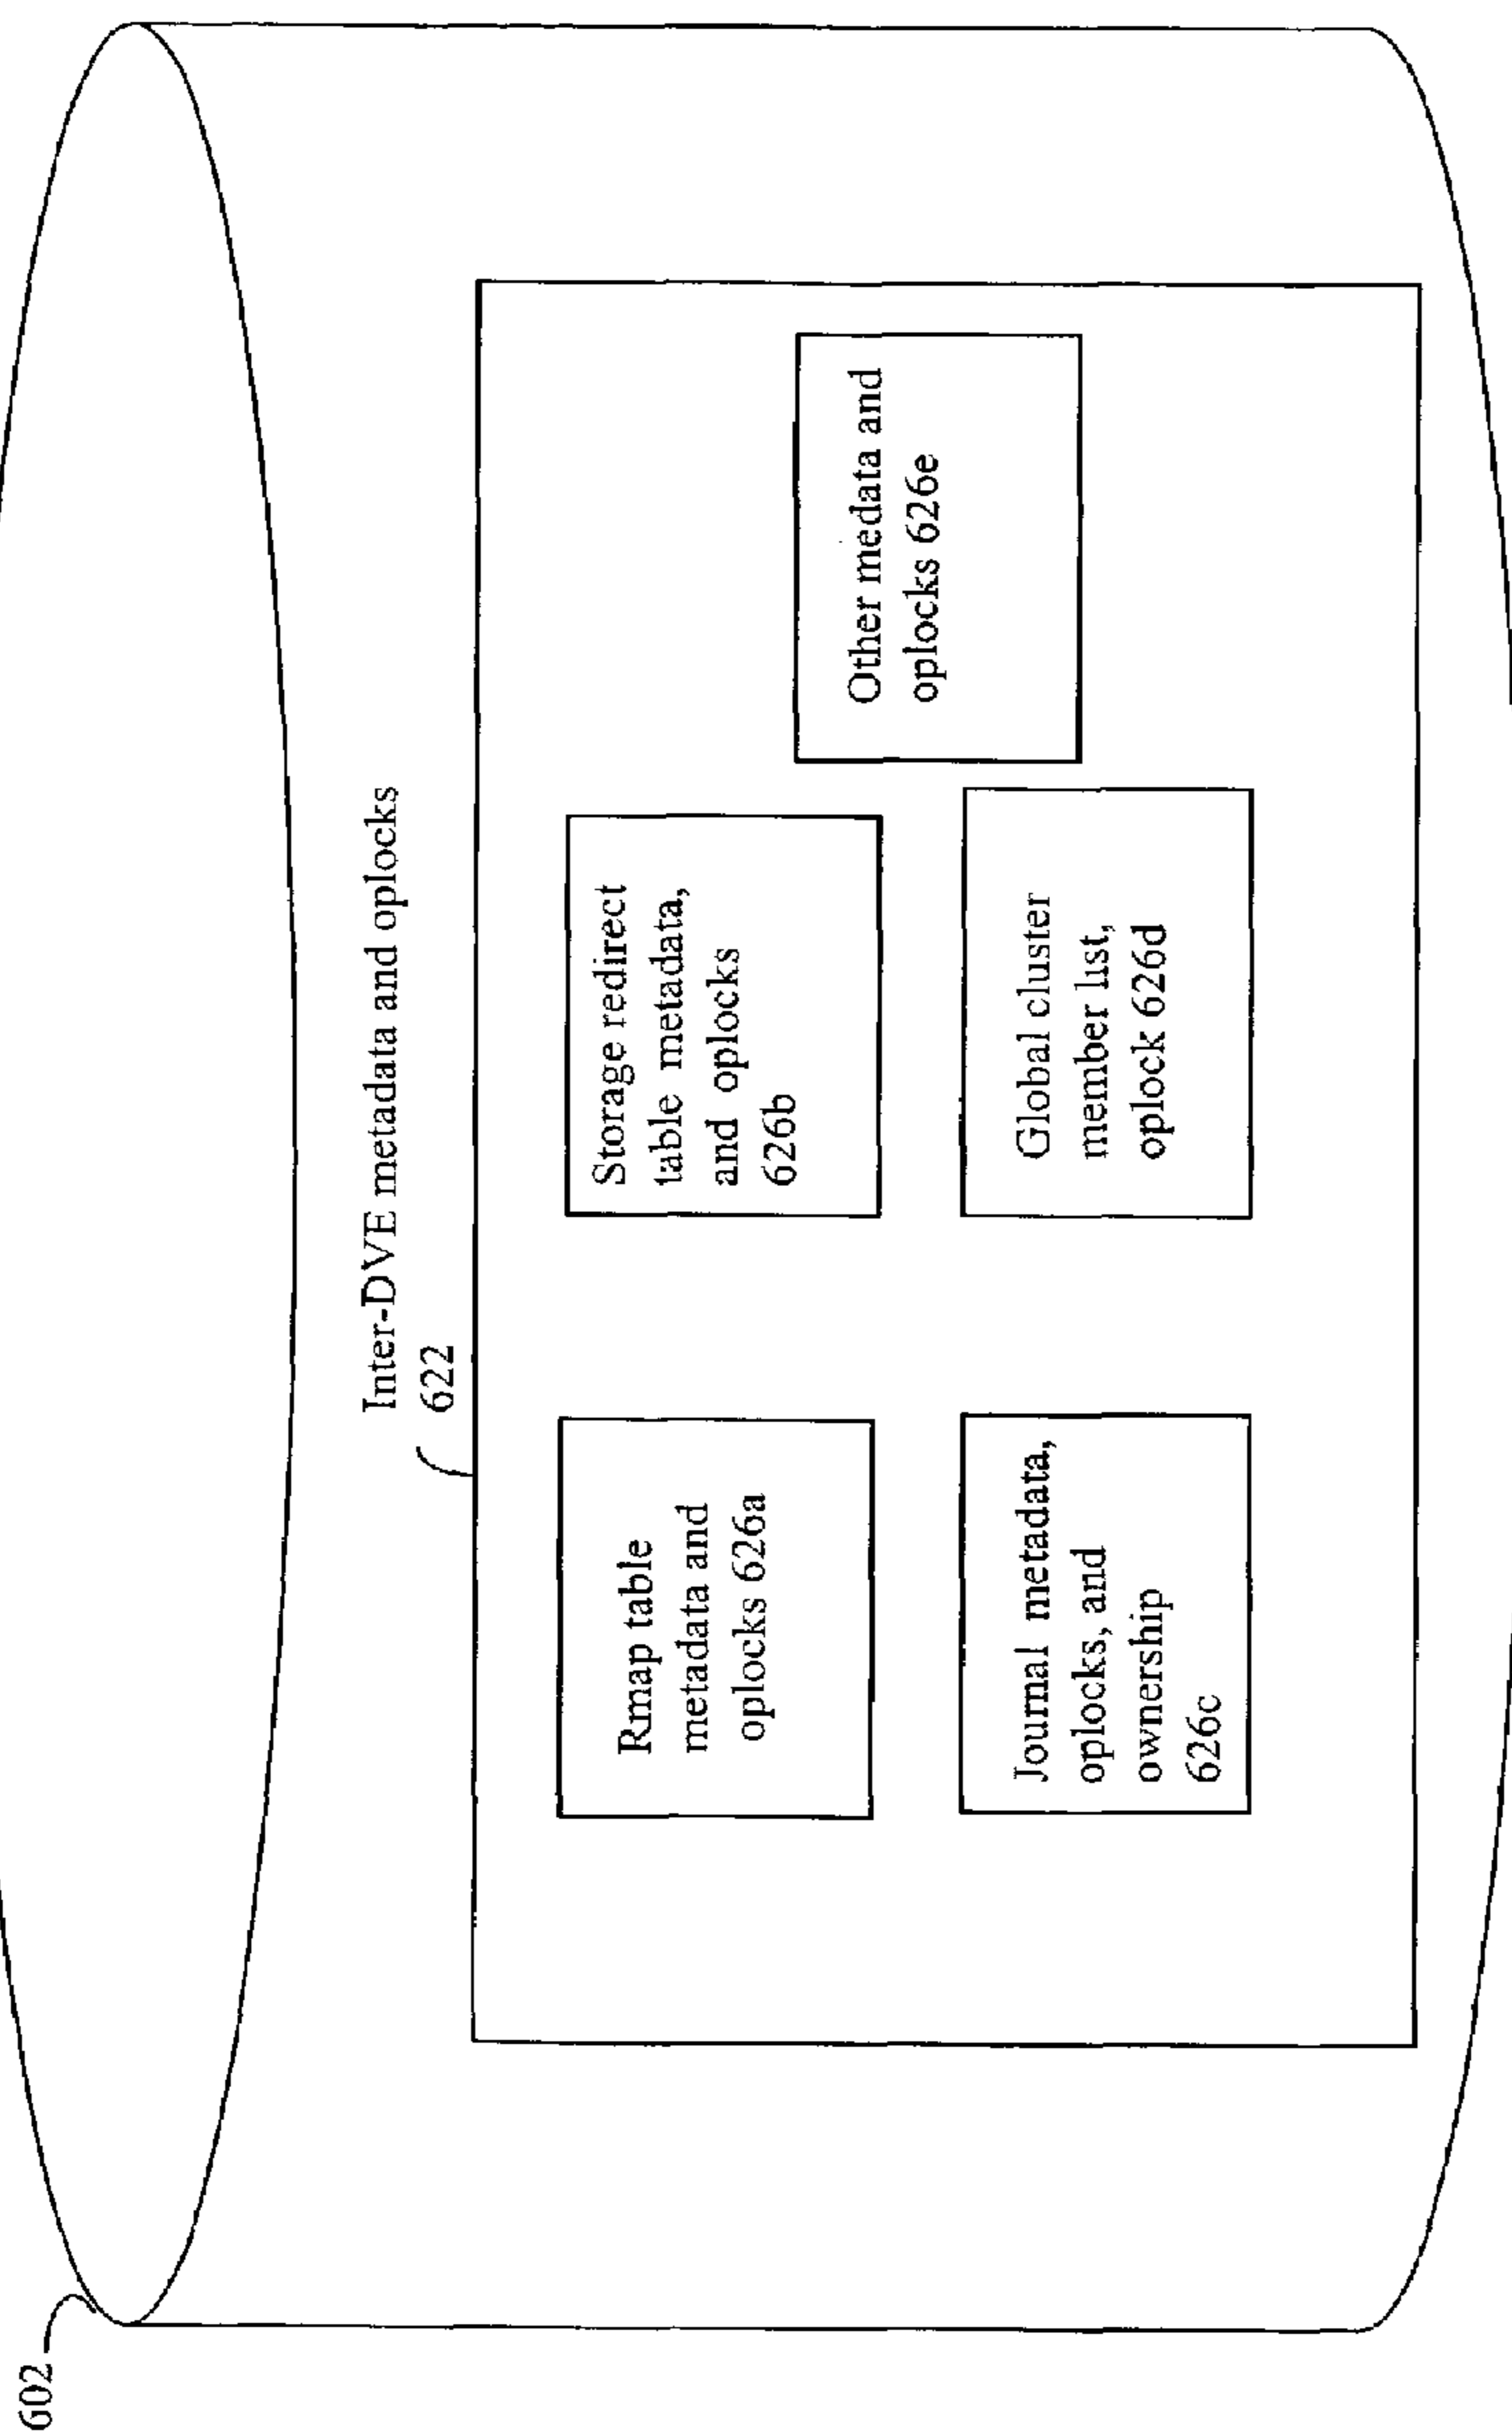 602
Inter-DVE metadata and oplocks
622
Rmap table
metadata and
oplocks 626a
Storage redirect
table metadata,
and oplocks
626b
Journal metadata,
oplocks, and
ownership
626c
Global cluster
member list,
oplock 626d
Other medata and
oplocks 626e